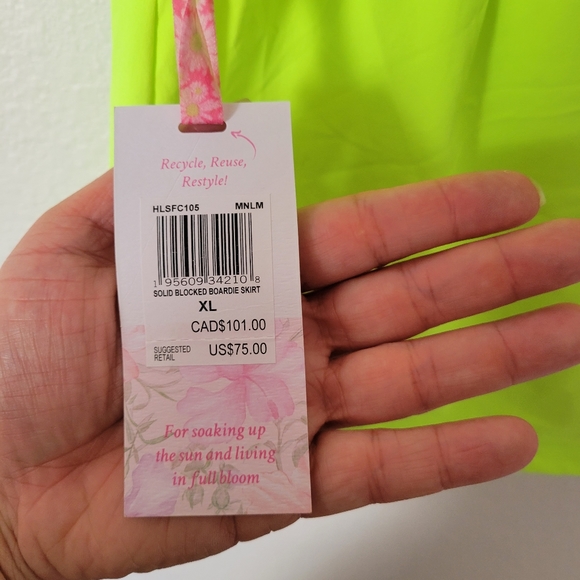 Recycle, Reuse,
Restyle!
HLSFC105 MNLM
1 95609 34210 8
SOLID BLOCKED BOARDIE SKIRT
XL
CAD$101.00
SUGGESTED
RETAIL US$75.00
For soaking up
the sun and living
in full bloom